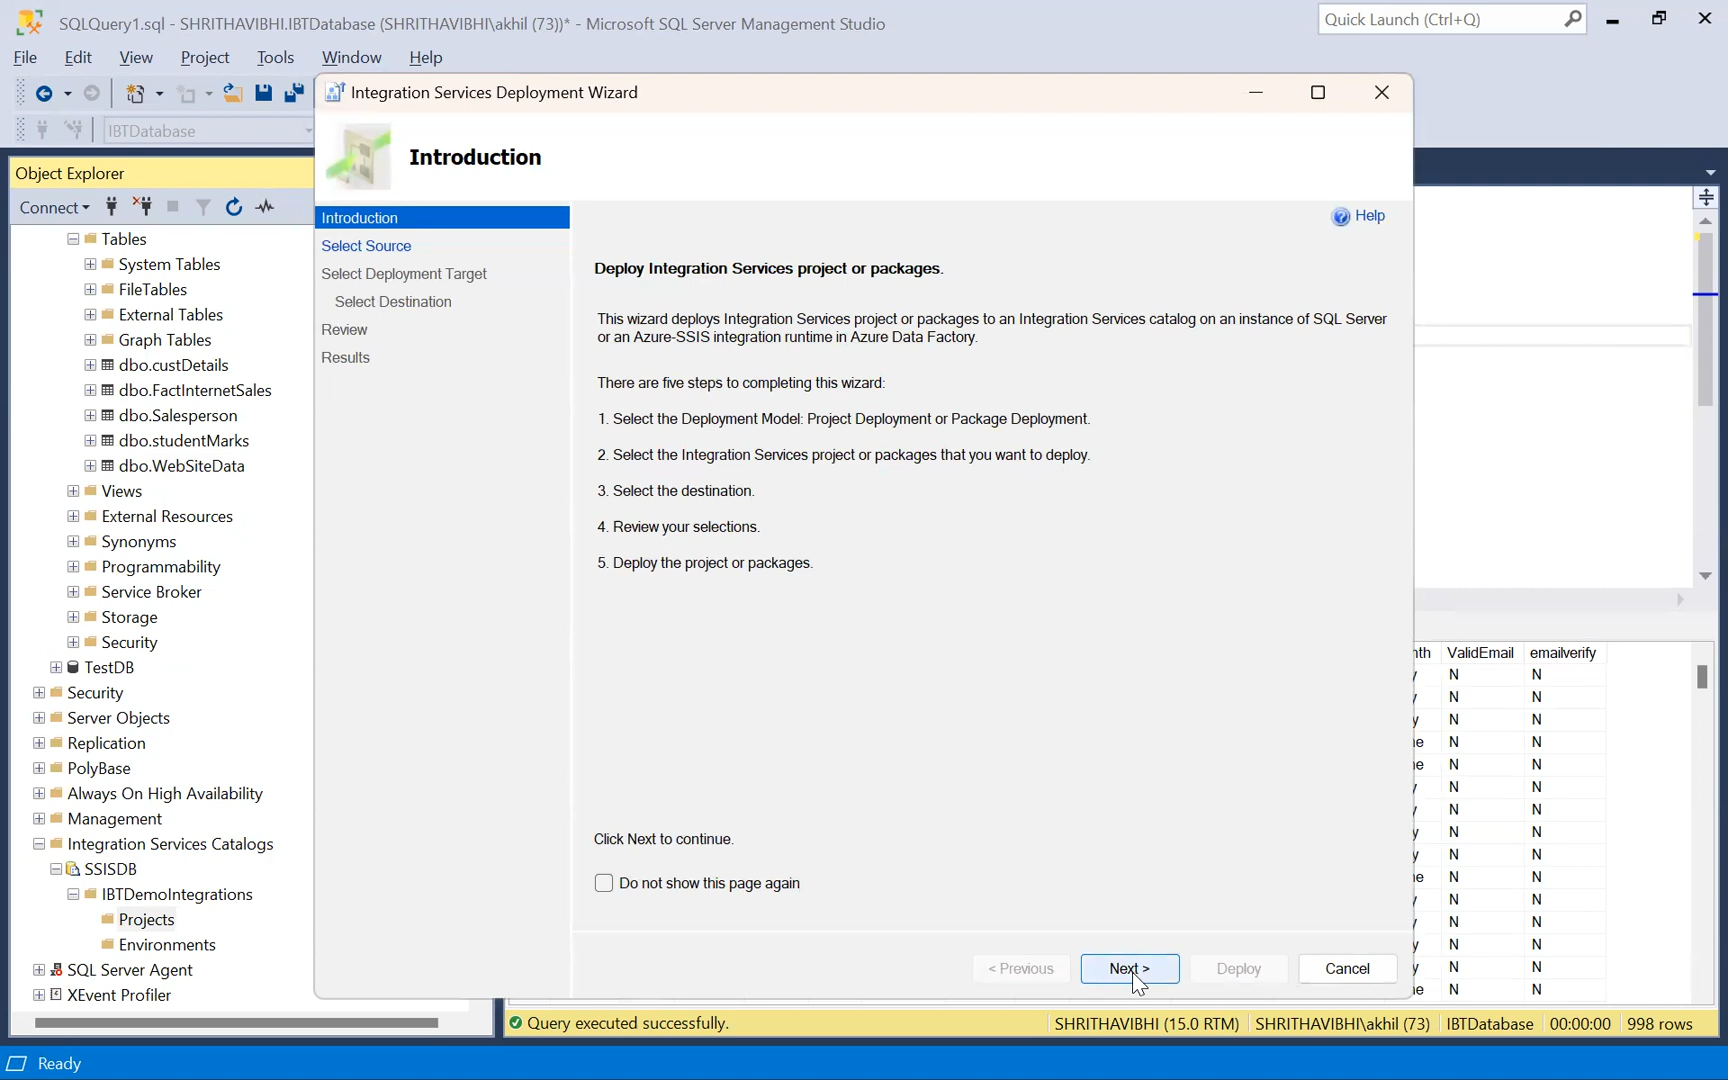 SQLQuery1.sql - SHRITHAVIBHI.IBTDatabase (SHRITHAVIBHI\akhil (73))* - Microsoft SQL Server Management Studio
Quick Launch (Ctrl+Q)
File Edit View Project Tools Window Help
Integration Services Deployment Wizard
IBTDatabase
Introduction
Object Explorer
Connect
Tables
System Tables
FileTables
External Tables
Graph Tables
dbo.custDetails
dbo.FactInternetSales
dbo.Salesperson
dbo.studentMarks
dbo.WebSiteData
Views
External Resources
Synonyms
Programmability
Service Broker
Storage
Security
TestDB
Security
Server Objects
Replication
PolyBase
Always On High Availability
Management
Integration Services Catalogs
SSISDB
IBTDemoIntegrations
Projects
Environments
SQL Server Agent
XEvent Profiler
Introduction
Select Source
Select Deployment Target
Select Destination
Review
Results
Help
Deploy Integration Services project or packages.
This wizard deploys Integration Services project or packages to an Integration Services catalog on an instance of SQL Server
or an Azure-SSIS integration runtime in Azure Data Factory.
There are five steps to completing this wizard:
1. Select the Deployment Model: Project Deployment or Package Deployment.
2. Select the Integration Services project or packages that you want to deploy.
3. Select the destination.
4. Review your selections.
5. Deploy the project or packages.
Click Next to continue.
Do not show this page again
< Previous Next > Deploy Cancel
nth ValidEmail emailverify
y N N
y N N
y N N
ne N N
ne N N
y N N
y N N
y N N
y N N
ne N N
y N N
y N N
y N N
y N N
ne N N
Query executed successfully. SHRITHAVIBHI (15.0 RTM) SHRITHAVIBHI\akhil (73) IBTDatabase 00:00:00 998 rows
Ready